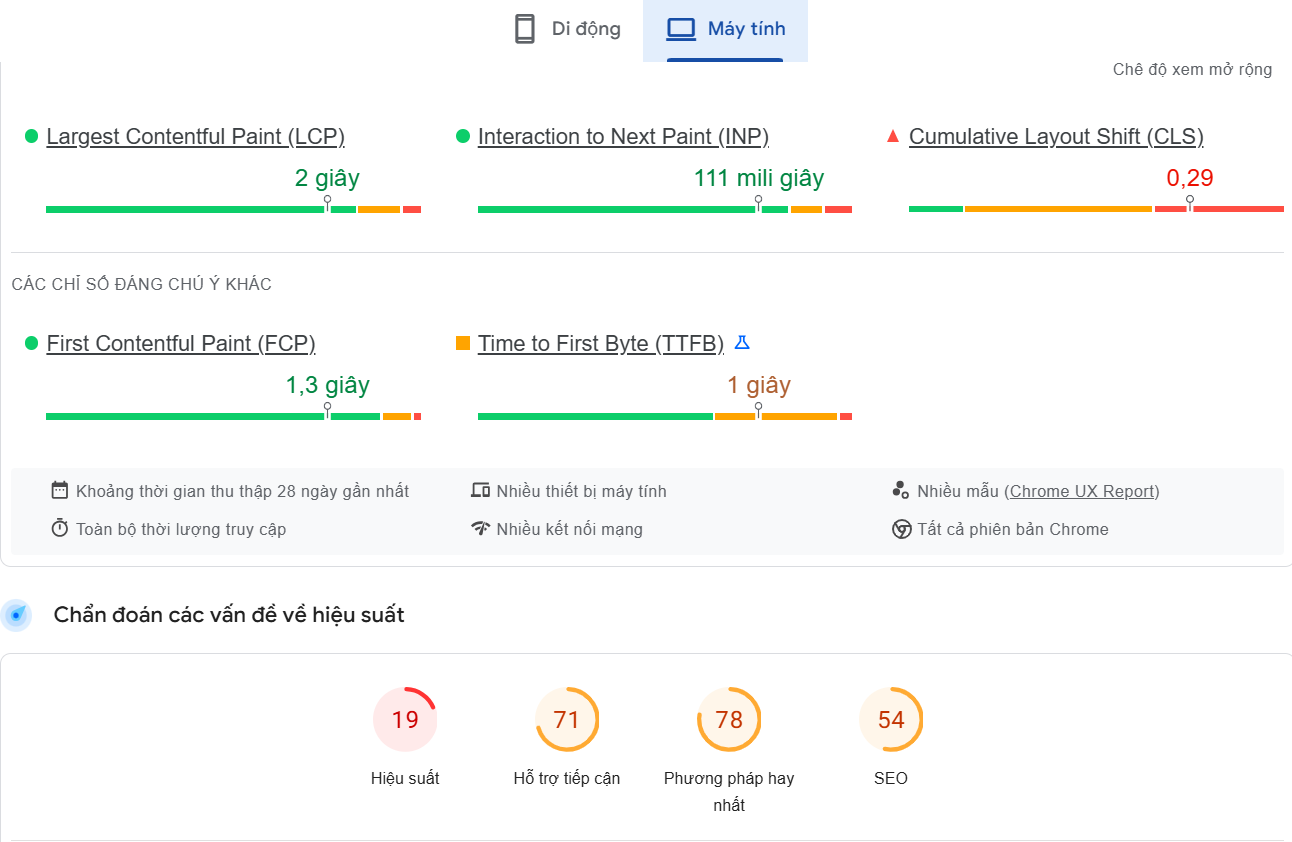 Di động
Máy tính
Chê độ xem mở rộng
Largest Contentful Paint (LCP)
2 giây
Interaction to Next Paint (INP)
111 mili giây
Cumulative Layout Shift (CLS)
0,29
CÁC CHỈ SỐ ĐÁNG CHÚ Ý KHÁC
First Contentful Paint (FCP)
1,3 giây
Time to First Byte (TTFB)
1 giây
Khoảng thời gian thu thập 28 ngày gần nhất
Nhiều thiết bị máy tính
Nhiều mẫu (Chrome UX Report)
Toàn bộ thời lượng truy cập
Nhiều kết nối mạng
Tất cả phiên bản Chrome
Chẩn đoán các vấn đề về hiệu suất
19
71
78
54
Hiệu suất
Hỗ trợ tiếp cận
Phương pháp hay
nhất
SEO